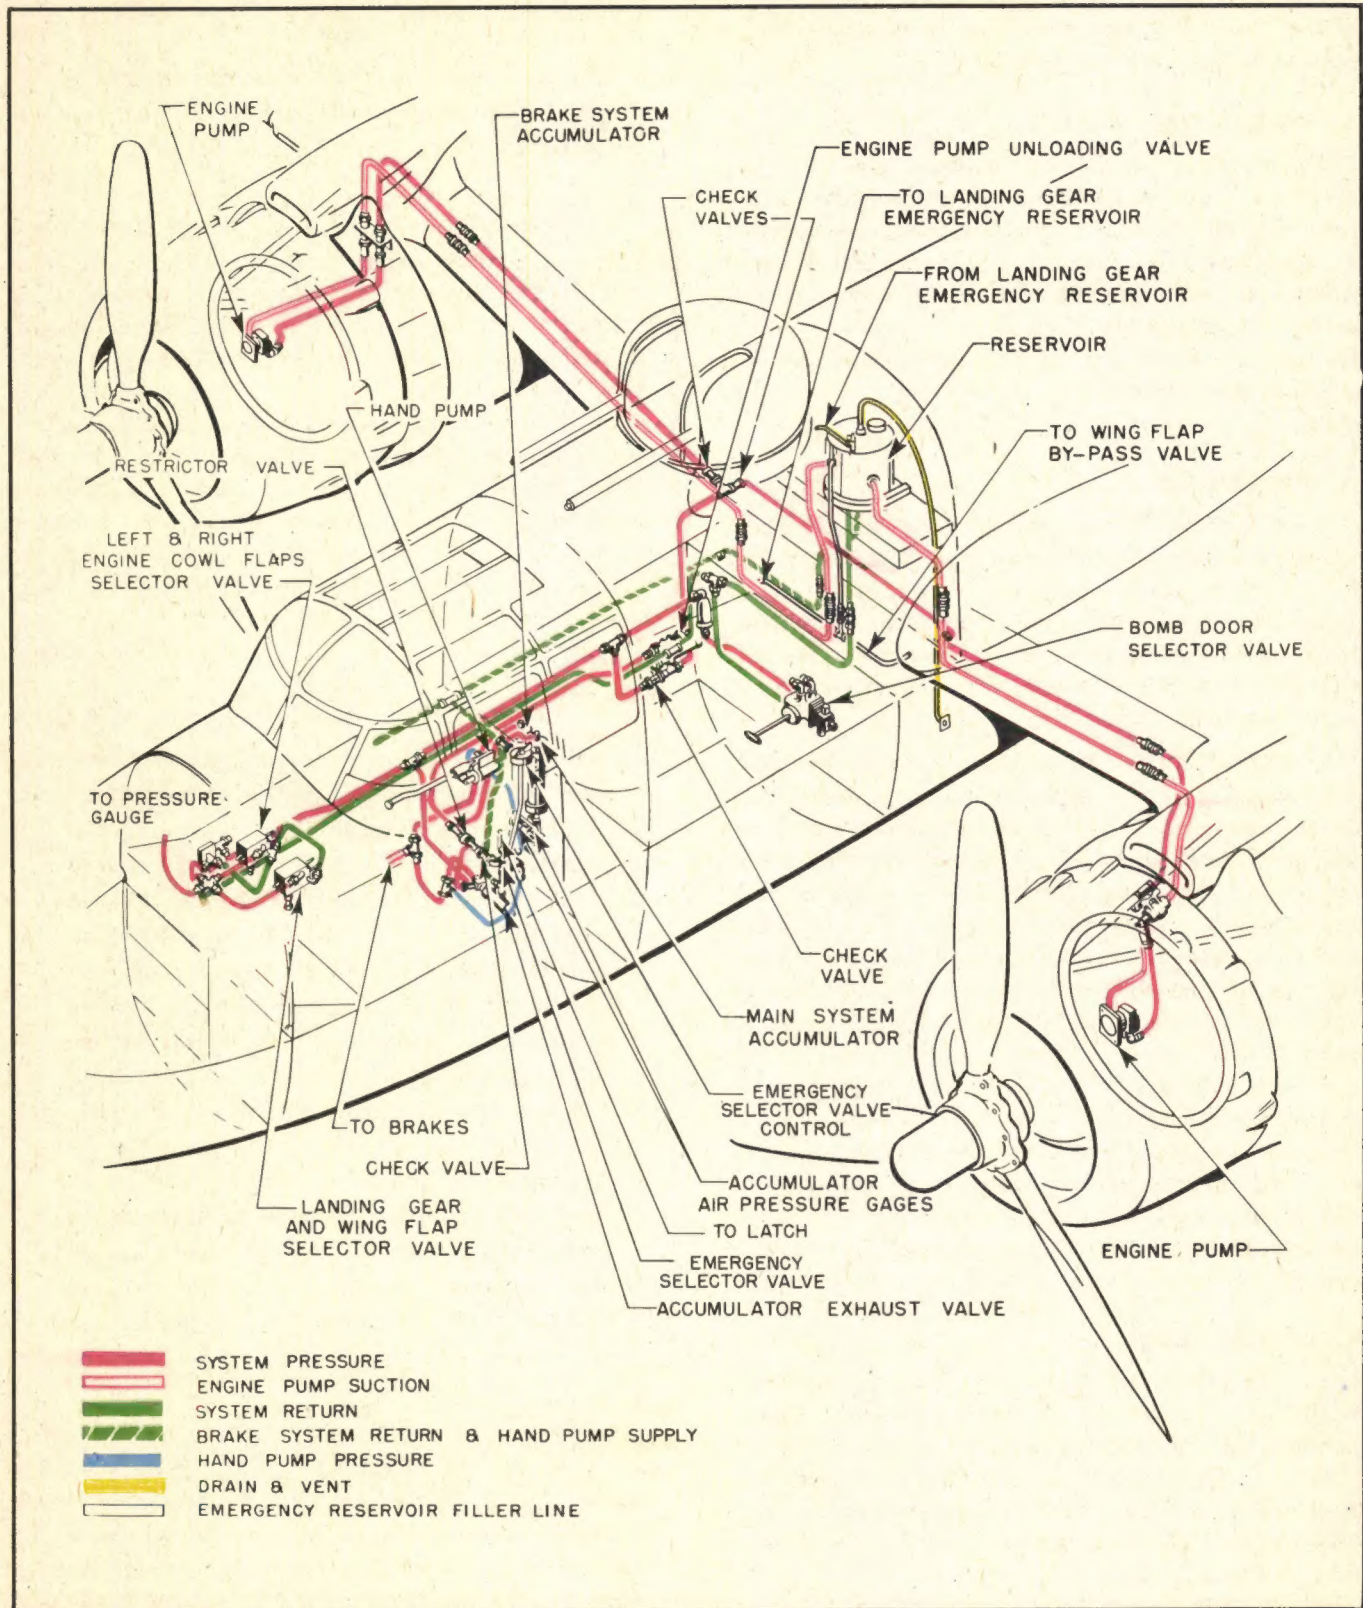 ENGINE
PUMP
BRAKE SYSTEM
ACCUMULATOR
ENGINE PUMP UNLOADING VALVE
CHECK
VALVES
TO LANDING GEAR
EMERGENCY RESERVOIR
FROM LANDING GEAR
EMERGENCY RESERVOIR
RESERVOIR
HAND PUMP
TO WING FLAP
BY-PASS VALVE
RESTRICTOR VALVE
LEFT & RIGHT
ENGINE COWL FLAPS
SELECTOR VALVE
BOMB DOOR
SELECTOR VALVE
TO PRESSURE
GAUGE
CHECK
VALVE
MAIN SYSTEM
ACCUMULATOR
EMERGENCY
SELECTOR VALVE
CONTROL
TO BRAKES
CHECK VALVE
ACCUMULATOR
AIR PRESSURE GAGES
LANDING GEAR
AND WING FLAP
SELECTOR VALVE
TO LATCH
ENGINE PUMP
EMERGENCY
SELECTOR VALVE
ACCUMULATOR EXHAUST VALVE
SYSTEM PRESSURE
ENGINE PUMP SUCTION
SYSTEM RETURN
BRAKE SYSTEM RETURN & HAND PUMP SUPPLY
HAND PUMP PRESSURE
DRAIN & VENT
EMERGENCY RESERVOIR FILLER LINE